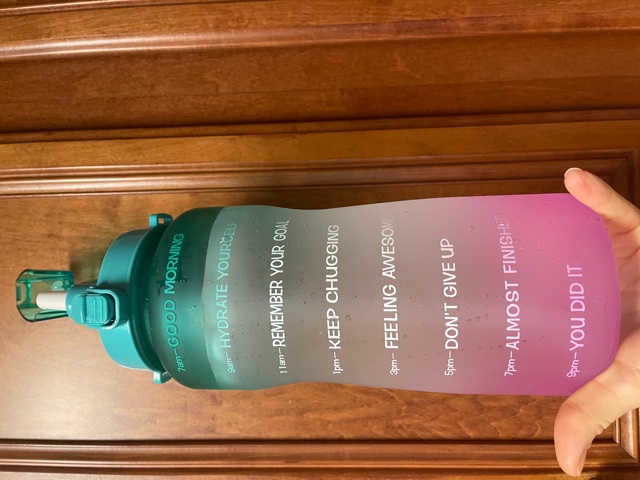 7am—GOOD MORNING
9am—HYDRATE YOURSELF
11am—REMEMBER YOUR GOAL
1pm—KEEP CHUGGING
3pm—FEELING AWESOM
5pm—DON'T GIVE UP
7pm—ALMOST FINISH
9pm—YOU DID IT